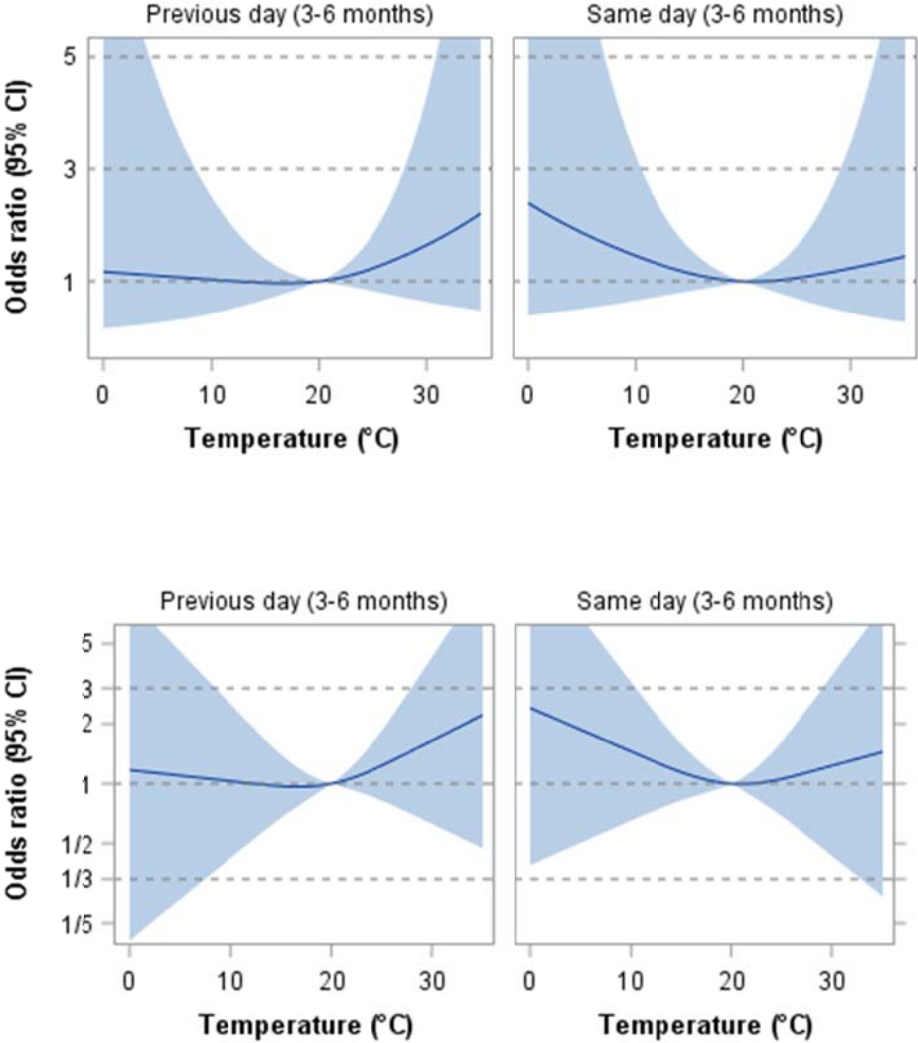 Previous day (3-6 months) Same day (3-6 months)
Odds ratio (95% CI)
5
3
1
0 10 20 30 0 10 20 30
Temperature (°C) Temperature (°C)
Previous day (3-6 months) Same day (3-6 months)
Odds ratio (95% CI)
5
3
2
1
1/2
1/3
1/5
0 10 20 30 0 10 20 30
Temperature (°C) Temperature (°C)